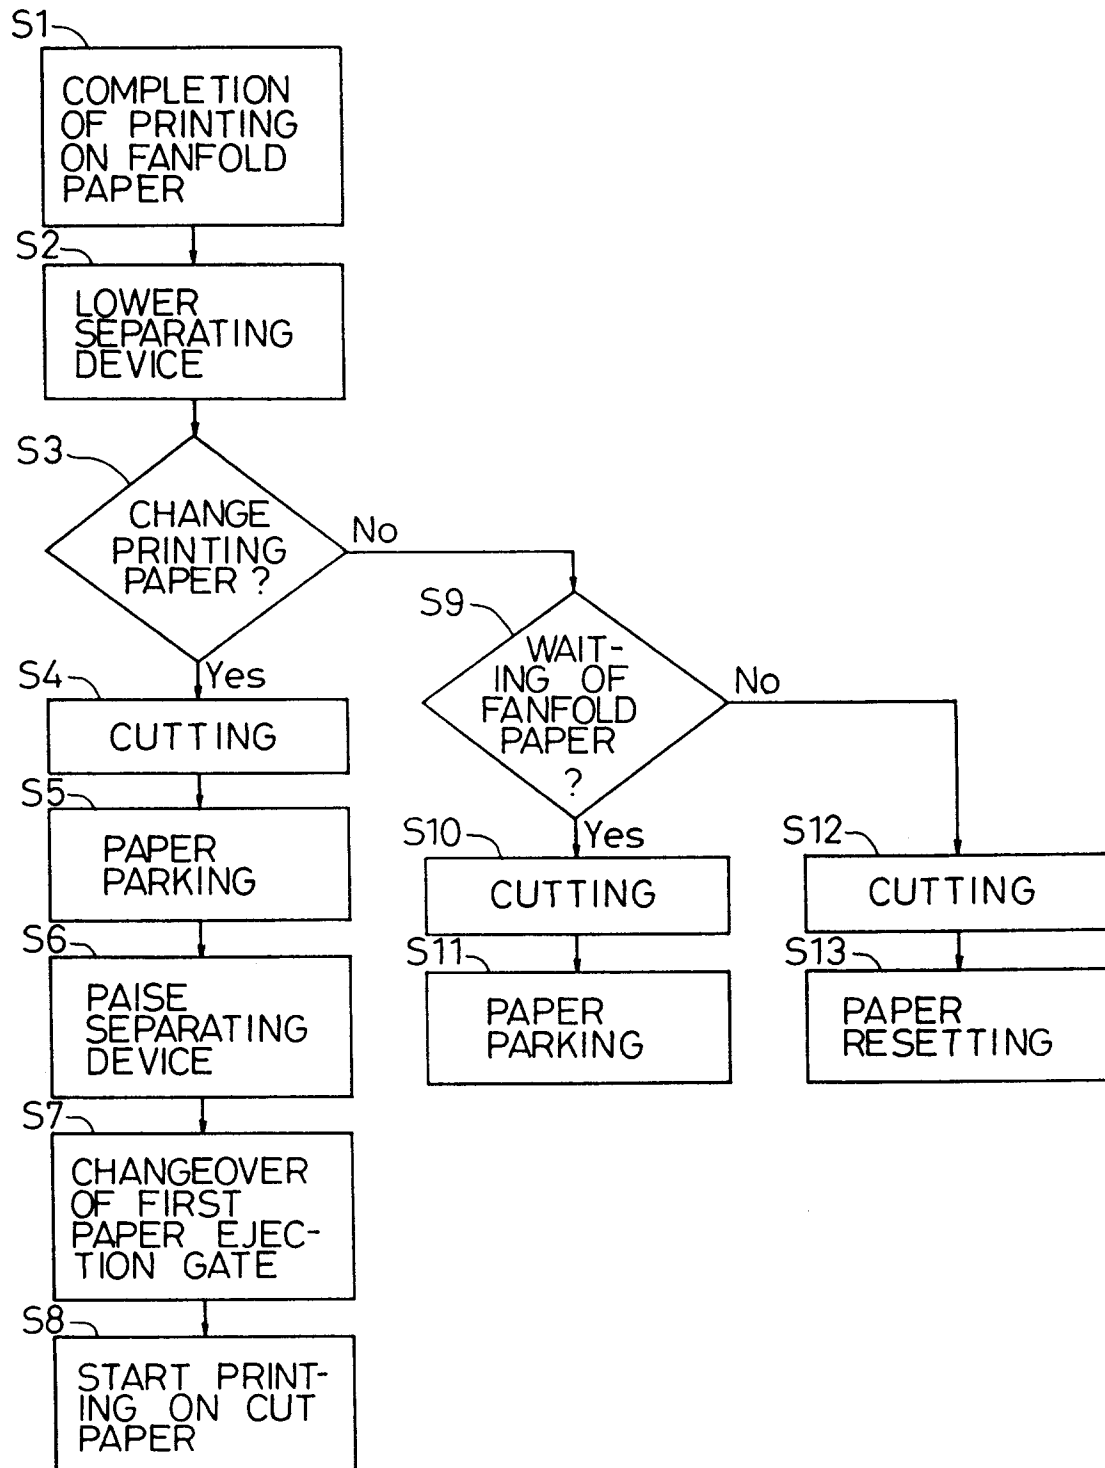 S1
COMPLETION
OF PRINTING
ON FANFOLD
PAPER
S2
LOWER
SEPARATING
DEVICE
S3
CHANGE
PRINTING
PAPER ?
No
Yes
S4
CUTTING
S5
PAPER
PARKING
S6
PAISE
SEPARATING
DEVICE
S7
CHANGEOVER
OF FIRST
PAPER EJEC-
TION GATE
S8
START PRINT-
ING ON CUT
PAPER
S9
WAIT-
ING OF
FANFOLD
PAPER
?
No
Yes
S10
CUTTING
S11
PAPER
PARKING
S12
CUTTING
S13
PAPER
RESETTING